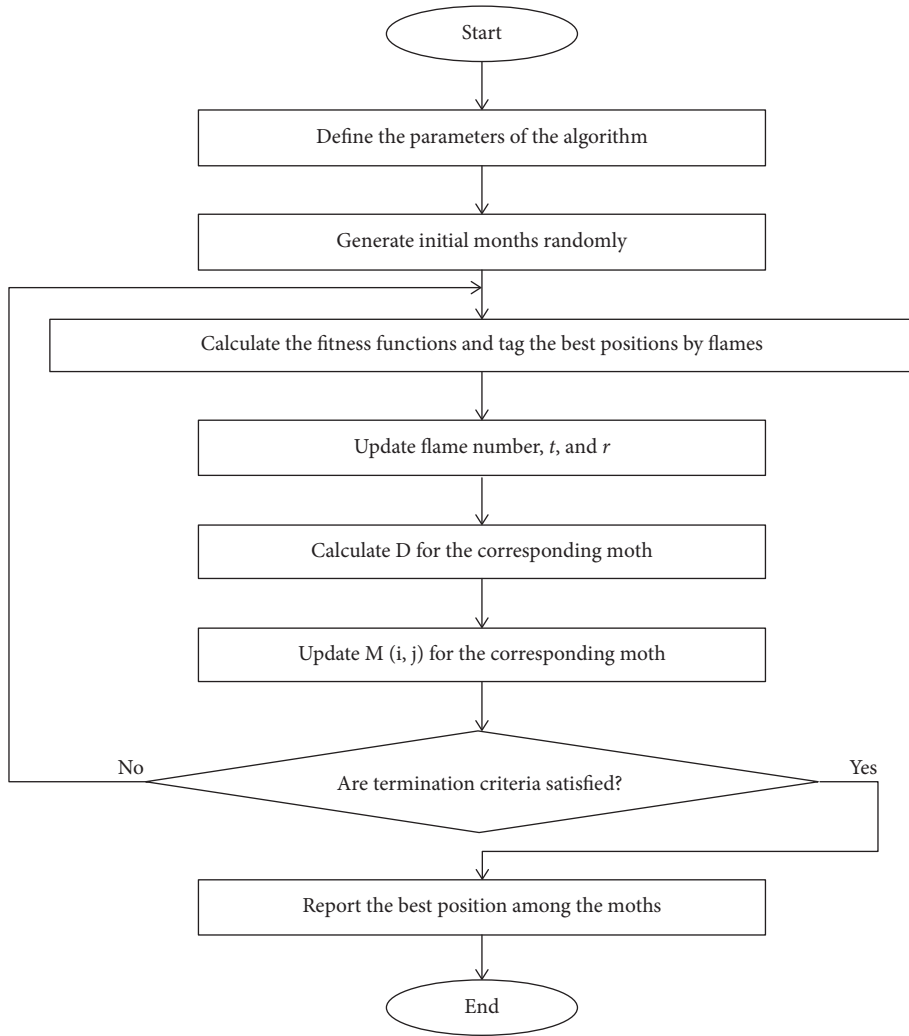 Start
Define the parameters of the algorithm
Generate initial months randomly
Calculate the fitness functions and tag the best positions by flames
Update flame number, t, and r
Calculate D for the corresponding moth
Update M (i, j) for the corresponding moth
No
Are termination criteria satisfied?
Yes
Report the best position among the moths
End